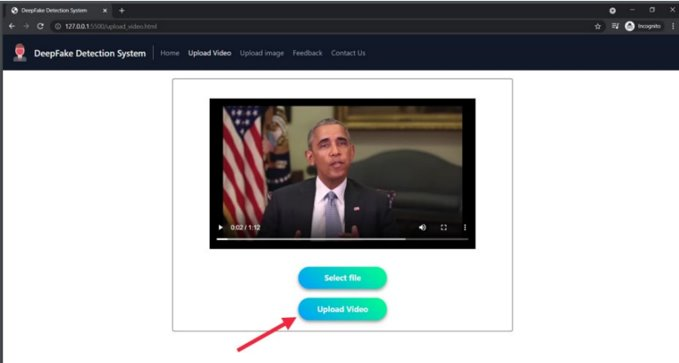 DeepFake Detection System
127.0.0.1:5500/upload_video.html
Incognito
DeepFake Detection System Home Upload Video Upload image Feedback Contact Us
0:02 / 1:12
Select file
Upload Video